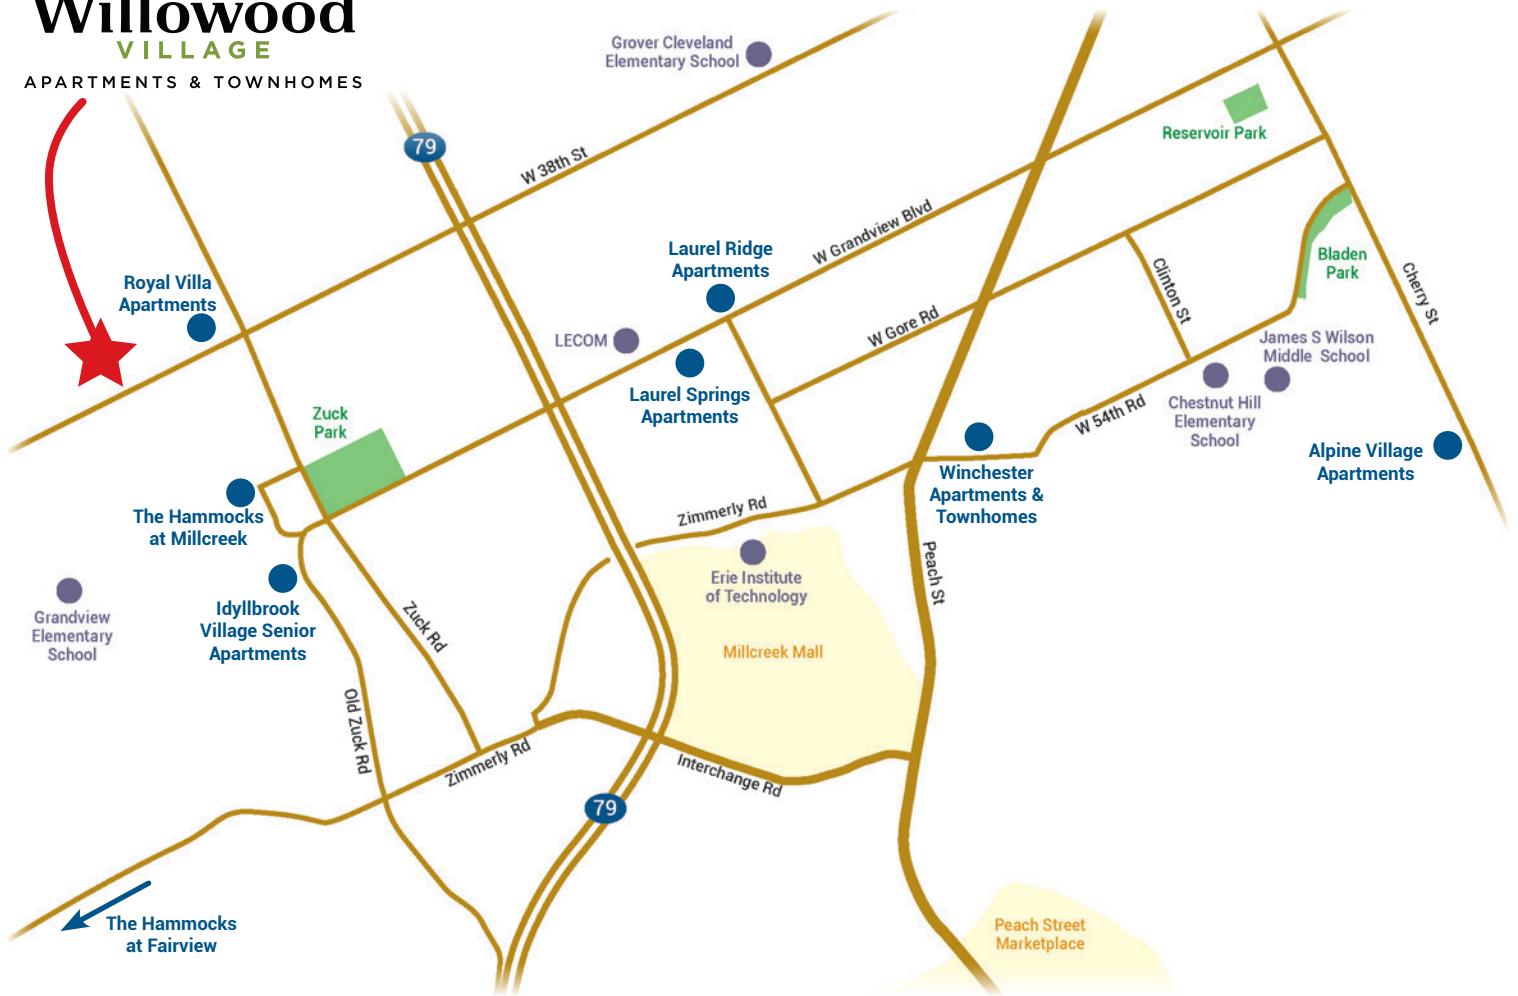 Willowood
VILLAGE
APARTMENTS & TOWNHOMES
Grover Cleveland
Elementary School
79
W 38th St
Reservoir Park
W Grandview Blvd
Laurel Ridge
Apartments
Royal Villa
Apartments
Bladen
Park
Clinton St
Cherry St
LECOM
W Gore Rd
James S Wilson
Middle School
Laurel Springs
Apartments
Zuck
Park
W 54th Rd
Chestnut Hill
Elementary
School
Alpine Village
Apartments
Winchester
Apartments &
Townhomes
The Hammocks
at Millcreek
Zimmerly Rd
Peach St
Erie Institute
of Technology
Grandview
Elementary
School
Idyllbrook
Village Senior
Apartments
Zuck Rd
Millcreek Mall
Old Zuck Rd
Zimmerly Rd
Interchange Rd
79
The Hammocks
at Fairview
Peach Street
Marketplace